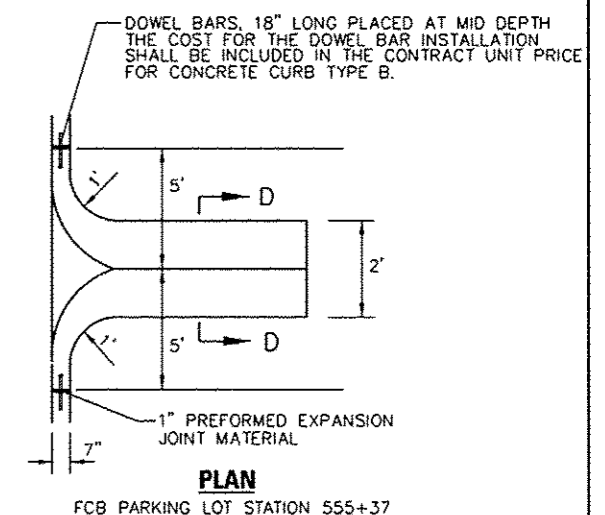 DOWEL BARS, 18" LONG PLACED AT MID DEPTH
THE COST FOR THE DOWEL BAR INSTALLATION
SHALL BE INCLUDED IN THE CONTRACT UNIT PRICE
FOR CONCRETE CURB TYPE B.
1'
5'
D
2'
1'
5'
D
1" PREFORMED EXPANSION
JOINT MATERIAL
7"
PLAN
FCB PARKING LOT STATION 555+37